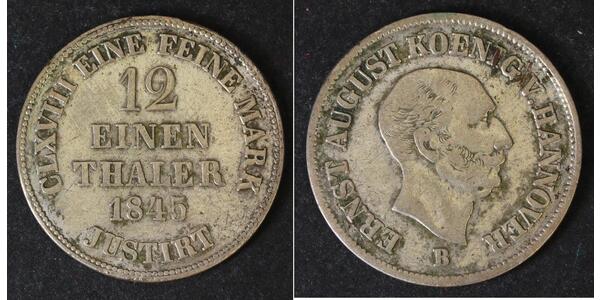 CLXVIII EINE FEINE MARK
12
EINEN
THALER
1845
JUSTIRT
ERNST AUGUST KOENIG V. HANNOVER
B